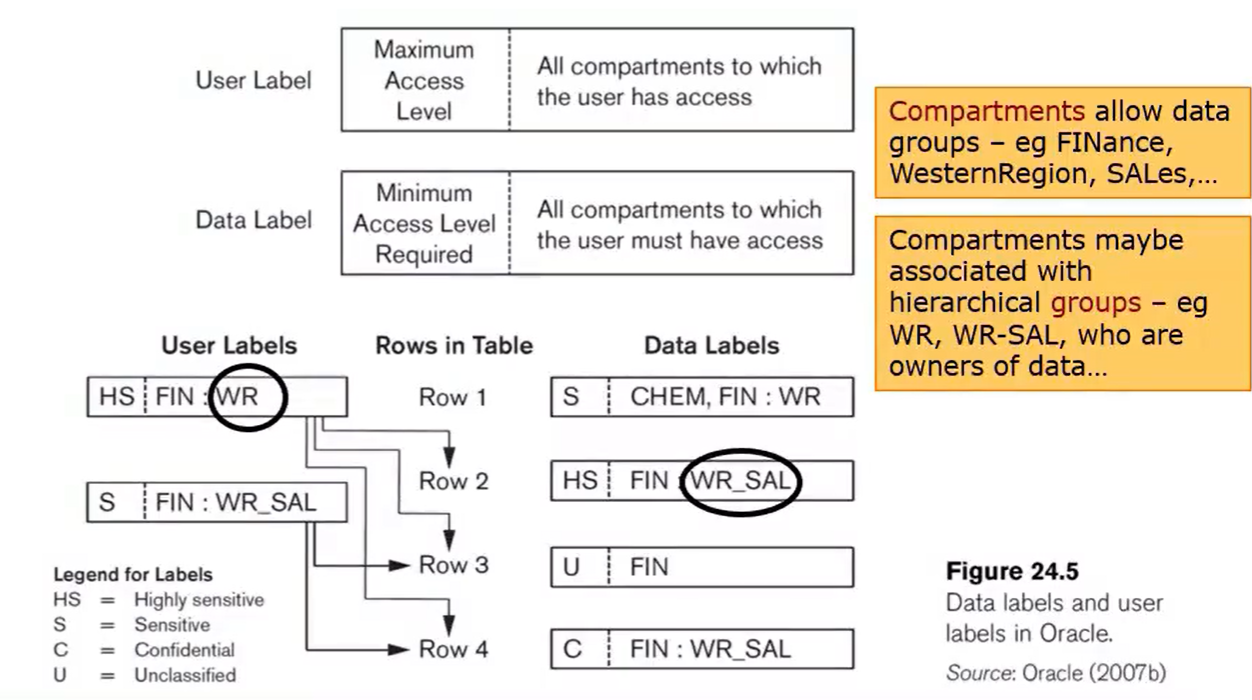 User Label
Maximum
Access
Level
All compartments to which
the user has access
Data Label
Minimum
Access Level
Required
All compartments to which
the user must have access
Compartments allow data
groups – eg FINance,
WesternRegion, SALes,...
Compartments maybe
associated with
hierarchical groups – eg
WR, WR-SAL, who are
owners of data...
User Labels
Rows in Table
Data Labels
HS FIN : WR
Row 1
S CHEM, FIN : WR
Row 2
HS FIN : WR_SAL
S FIN : WR_SAL
Row 3
U FIN
Row 4
C FIN : WR_SAL
Legend for Labels
HS = Highly sensitive
S = Sensitive
C = Confidential
U = Unclassified
Figure 24.5
Data labels and user
labels in Oracle.
Source: Oracle (2007b)